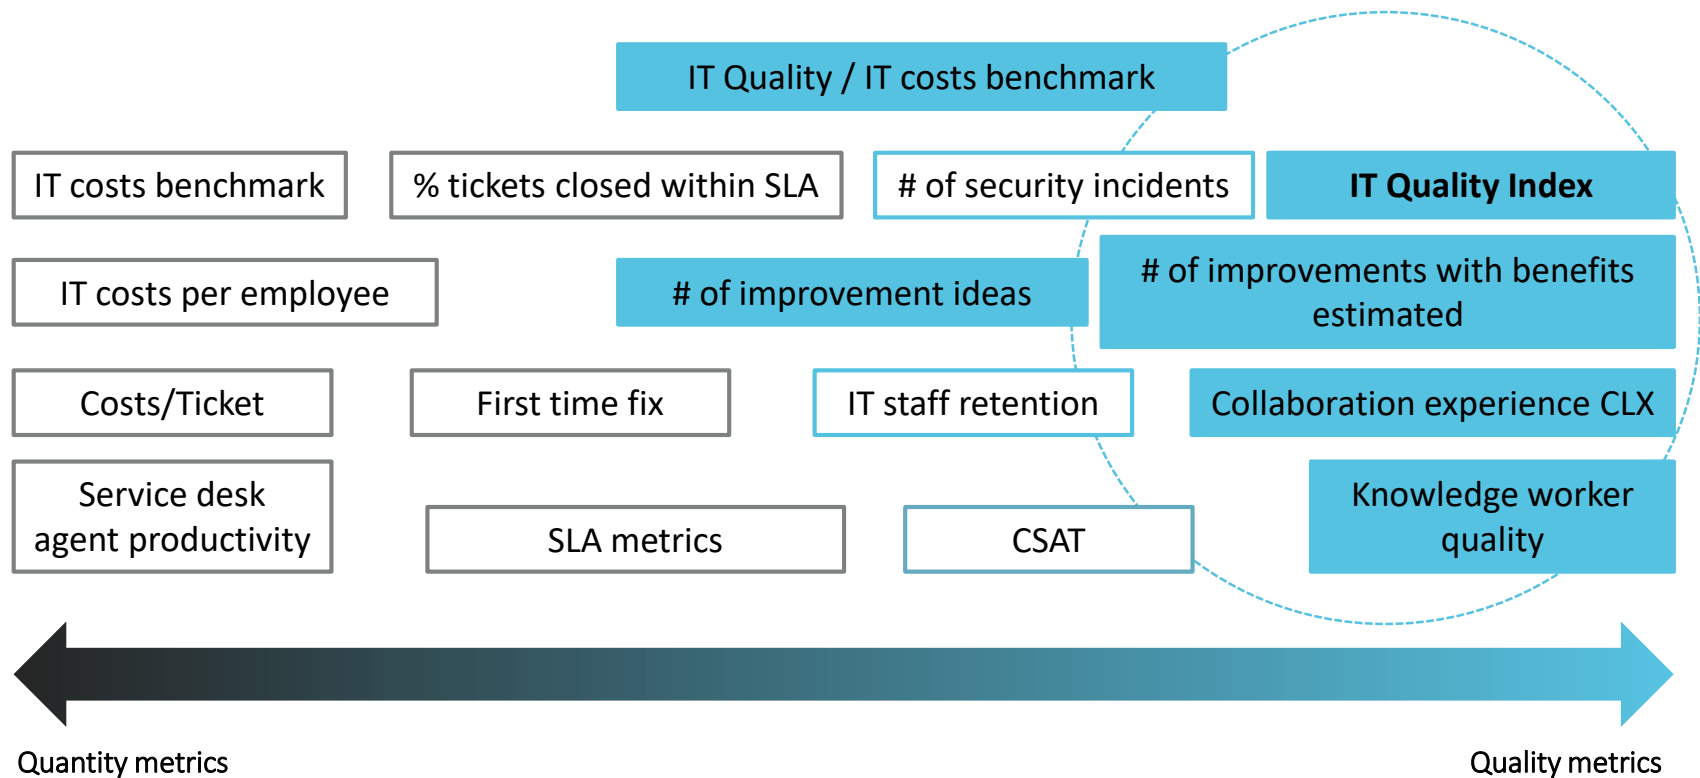 IT Quality / IT costs benchmark
IT costs benchmark
% tickets closed within SLA
# of security incidents
IT Quality Index
IT costs per employee
# of improvement ideas
# of improvements with benefits
estimated
Costs/Ticket
First time fix
IT staff retention
Collaboration experience CLX
Service desk
agent productivity
SLA metrics
CSAT
Knowledge worker
quality
Quantity metrics
Quality metrics